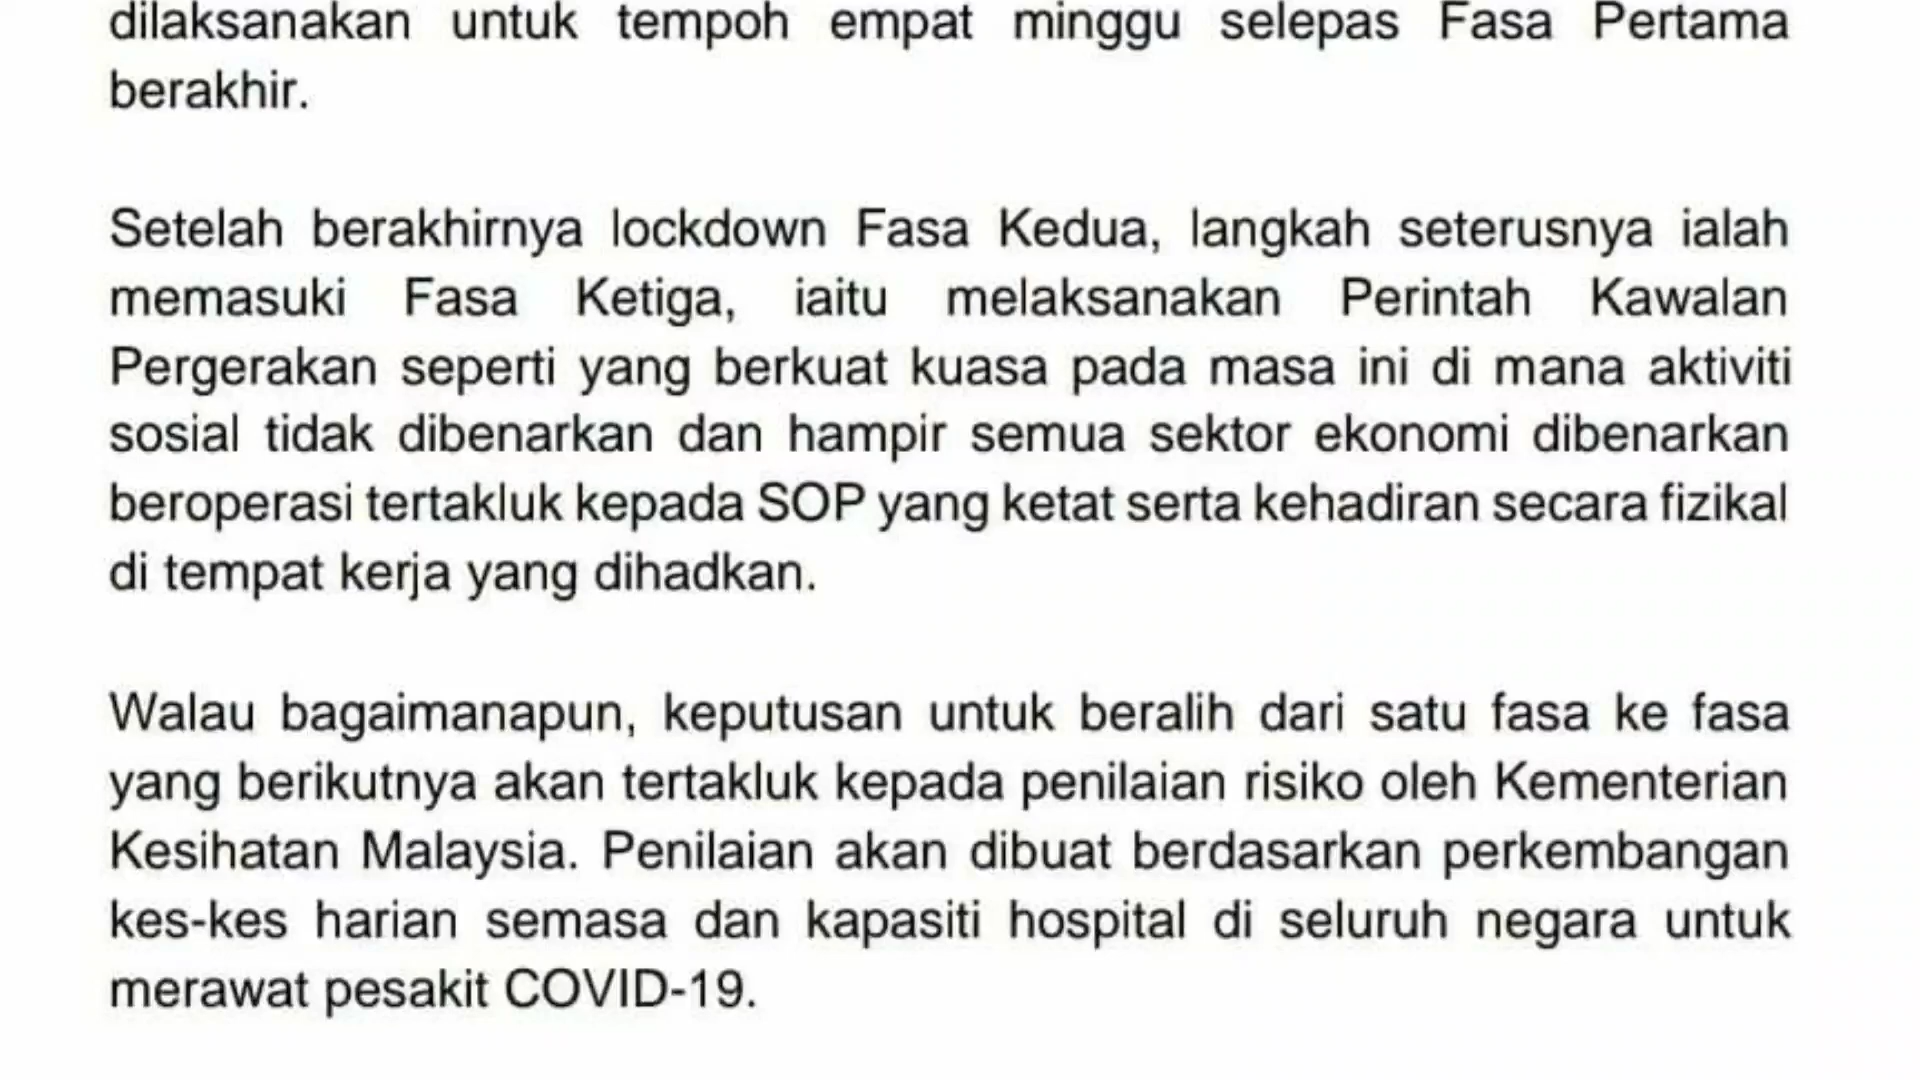 dilaksanakan untuk tempoh empat minggu selepas Fasa Pertama
berakhir.
Setelah berakhirnya lockdown Fasa Kedua, langkah seterusnya ialah
memasuki Fasa Ketiga, iaitu melaksanakan Perintah Kawalan
Pergerakan seperti yang berkuat kuasa pada masa ini di mana aktiviti
sosial tidak dibenarkan dan hampir semua sektor ekonomi dibenarkan
beroperasi tertakluk kepada SOP yang ketat serta kehadiran secara fizikal
di tempat kerja yang dihadkan.
Walau bagaimanapun, keputusan untuk beralih dari satu fasa ke fasa
yang berikutnya akan tertakluk kepada penilaian risiko oleh Kementerian
Kesihatan Malaysia. Penilaian akan dibuat berdasarkan perkembangan
kes-kes harian semasa dan kapasiti hospital di seluruh negara untuk
merawat pesakit COVID-19.